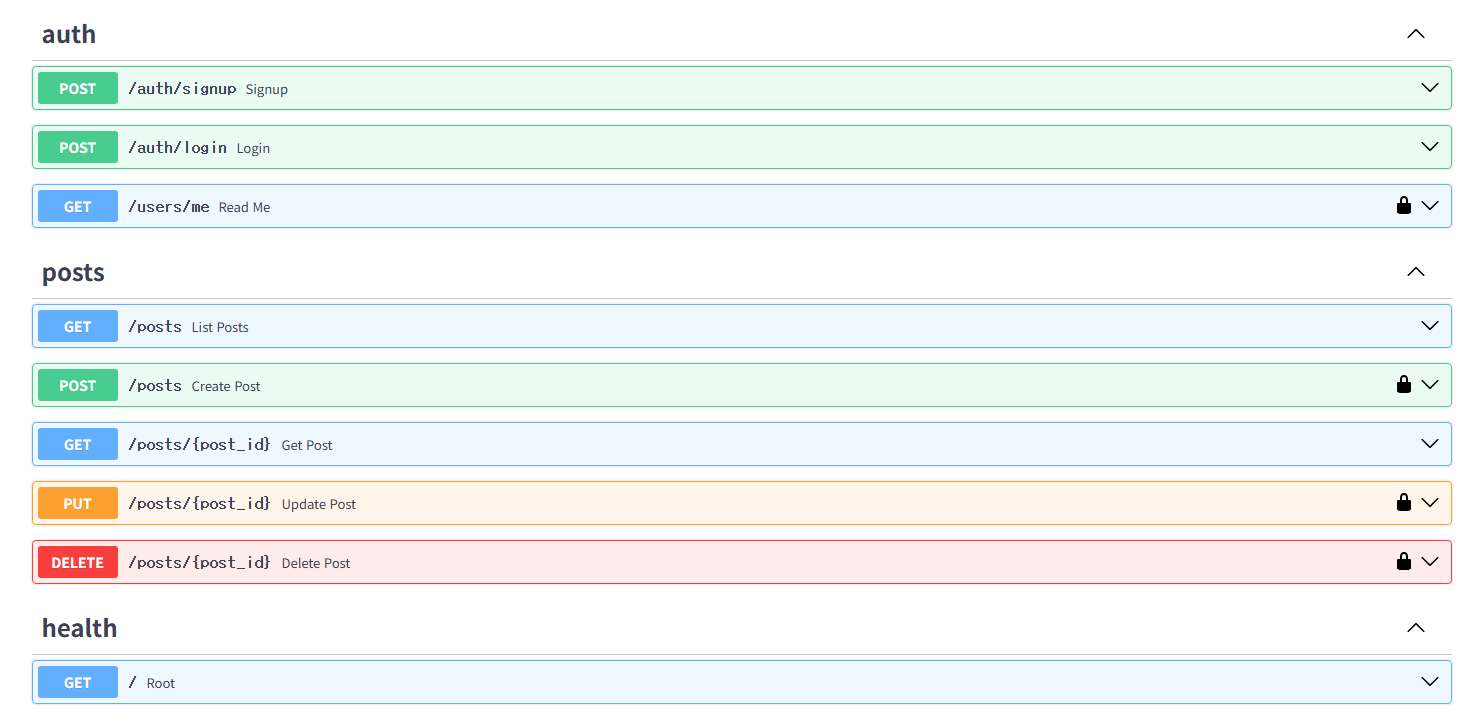 auth
POST /auth/signup Signup
POST /auth/login Login
GET /users/me Read Me
posts
GET /posts List Posts
POST /posts Create Post
GET /posts/{post_id} Get Post
PUT /posts/{post_id} Update Post
DELETE /posts/{post_id} Delete Post
health
GET / Root